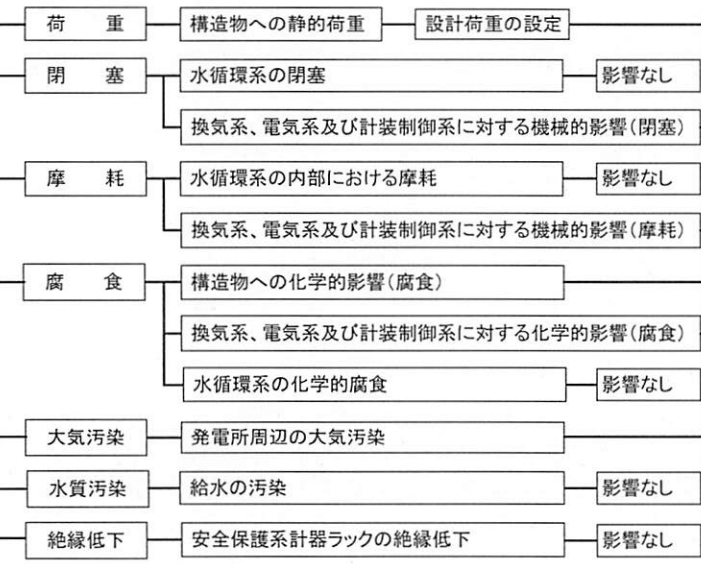 荷　重　構造物への静的荷重　設計荷重の設定
閉　塞　水循環系の閉塞　影響なし
換気系、電気系及び計装制御系に対する機械的影響(閉塞)
摩　耗　水循環系の内部における摩耗　影響なし
換気系、電気系及び計装制御系に対する機械的影響(摩耗)
腐　食　構造物への化学的影響(腐食)
換気系、電気系及び計装制御系に対する化学的影響(腐食)
水循環系の化学的腐食　影響なし
大気汚染　発電所周辺の大気汚染
水質汚染　給水の汚染　影響なし
絶縁低下　安全保護系計器ラックの絶縁低下　影響なし